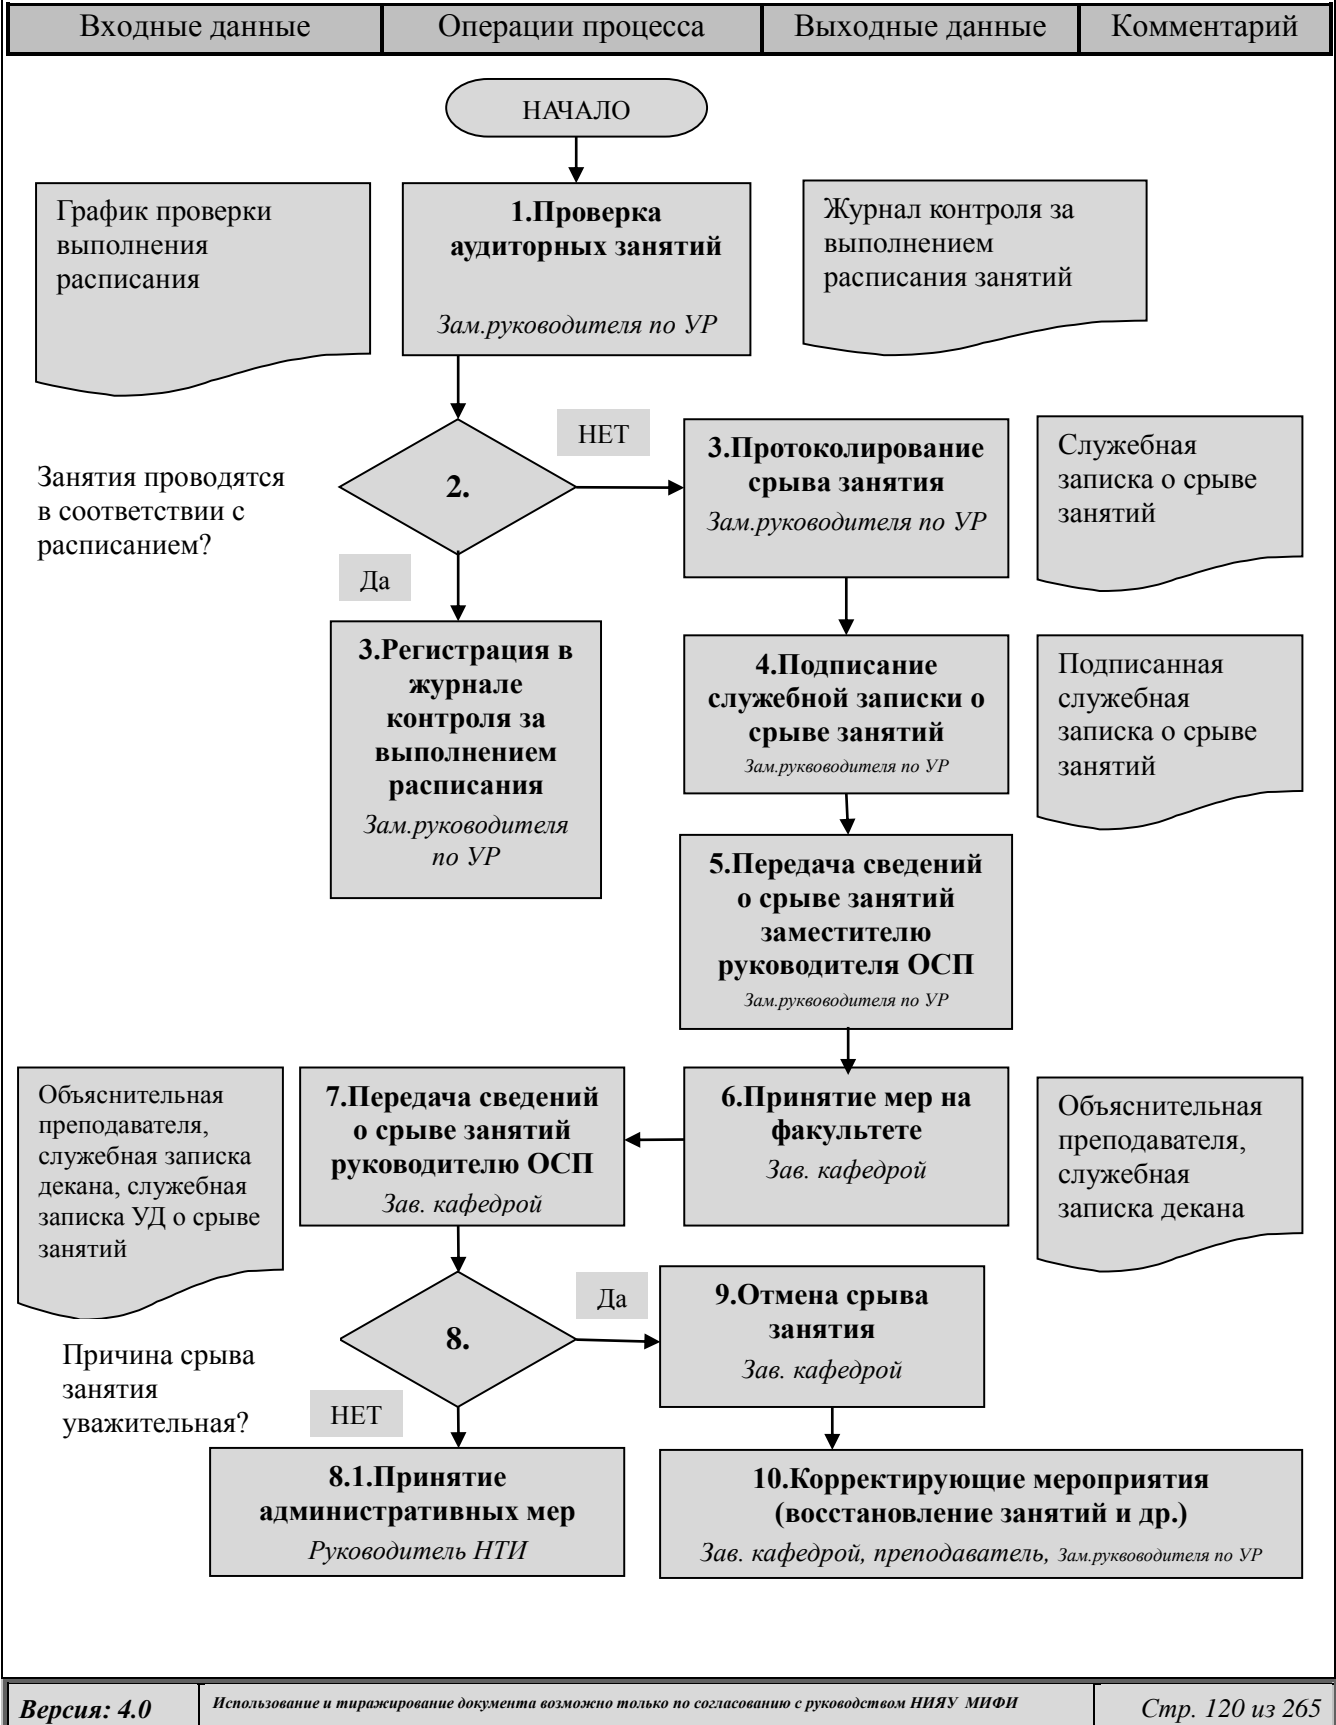 Входные данные
Операции процесса
Выходные данные
Комментарий
НАЧАЛО
График проверки
выполнения
расписания
1.Проверка
аудиторных занятий
Зам.руководителя по УР
Журнал контроля за
выполнением
расписания занятий
Занятия проводятся
в соответствии с
расписанием?
2.
НЕТ
3.Протоколирование
срыва занятия
Зам.руководителя по УР
Служебная
записка о срыве
занятий
Да
3.Регистрация в
журнале
контроля за
выполнением
расписания
Зам.руководителя
по УР
4.Подписание
служебной записки о
срыве занятий
Зам.руквоводителя по УР
Подписанная
служебная
записка о срыве
занятий
5.Передача сведений
о срыве занятий
заместителю
руководителя ОСП
Зам.руквоводителя по УР
Объяснительная
преподавателя,
служебная записка
декана, служебная
записка УД о срыве
занятий
7.Передача сведений
о срыве занятий
руководителю ОСП
Зав. кафедрой
6.Принятие мер на
факультете
Зав. кафедрой
Объяснительная
преподавателя,
служебная
записка декана
Причина срыва
занятия
уважительная?
8.
Да
9.Отмена срыва
занятия
Зав. кафедрой
НЕТ
8.1.Принятие
административных мер
Руководитель НТИ
10.Корректирующие мероприятия
(восстановление занятий и др.)
Зав. кафедрой, преподаватель, Зам.руквоводителя по УР
Версия: 4.0
Использование и тиражирование документа возможно только по согласованию с руководством НИЯУ МИФИ
Стр. 120 из 265